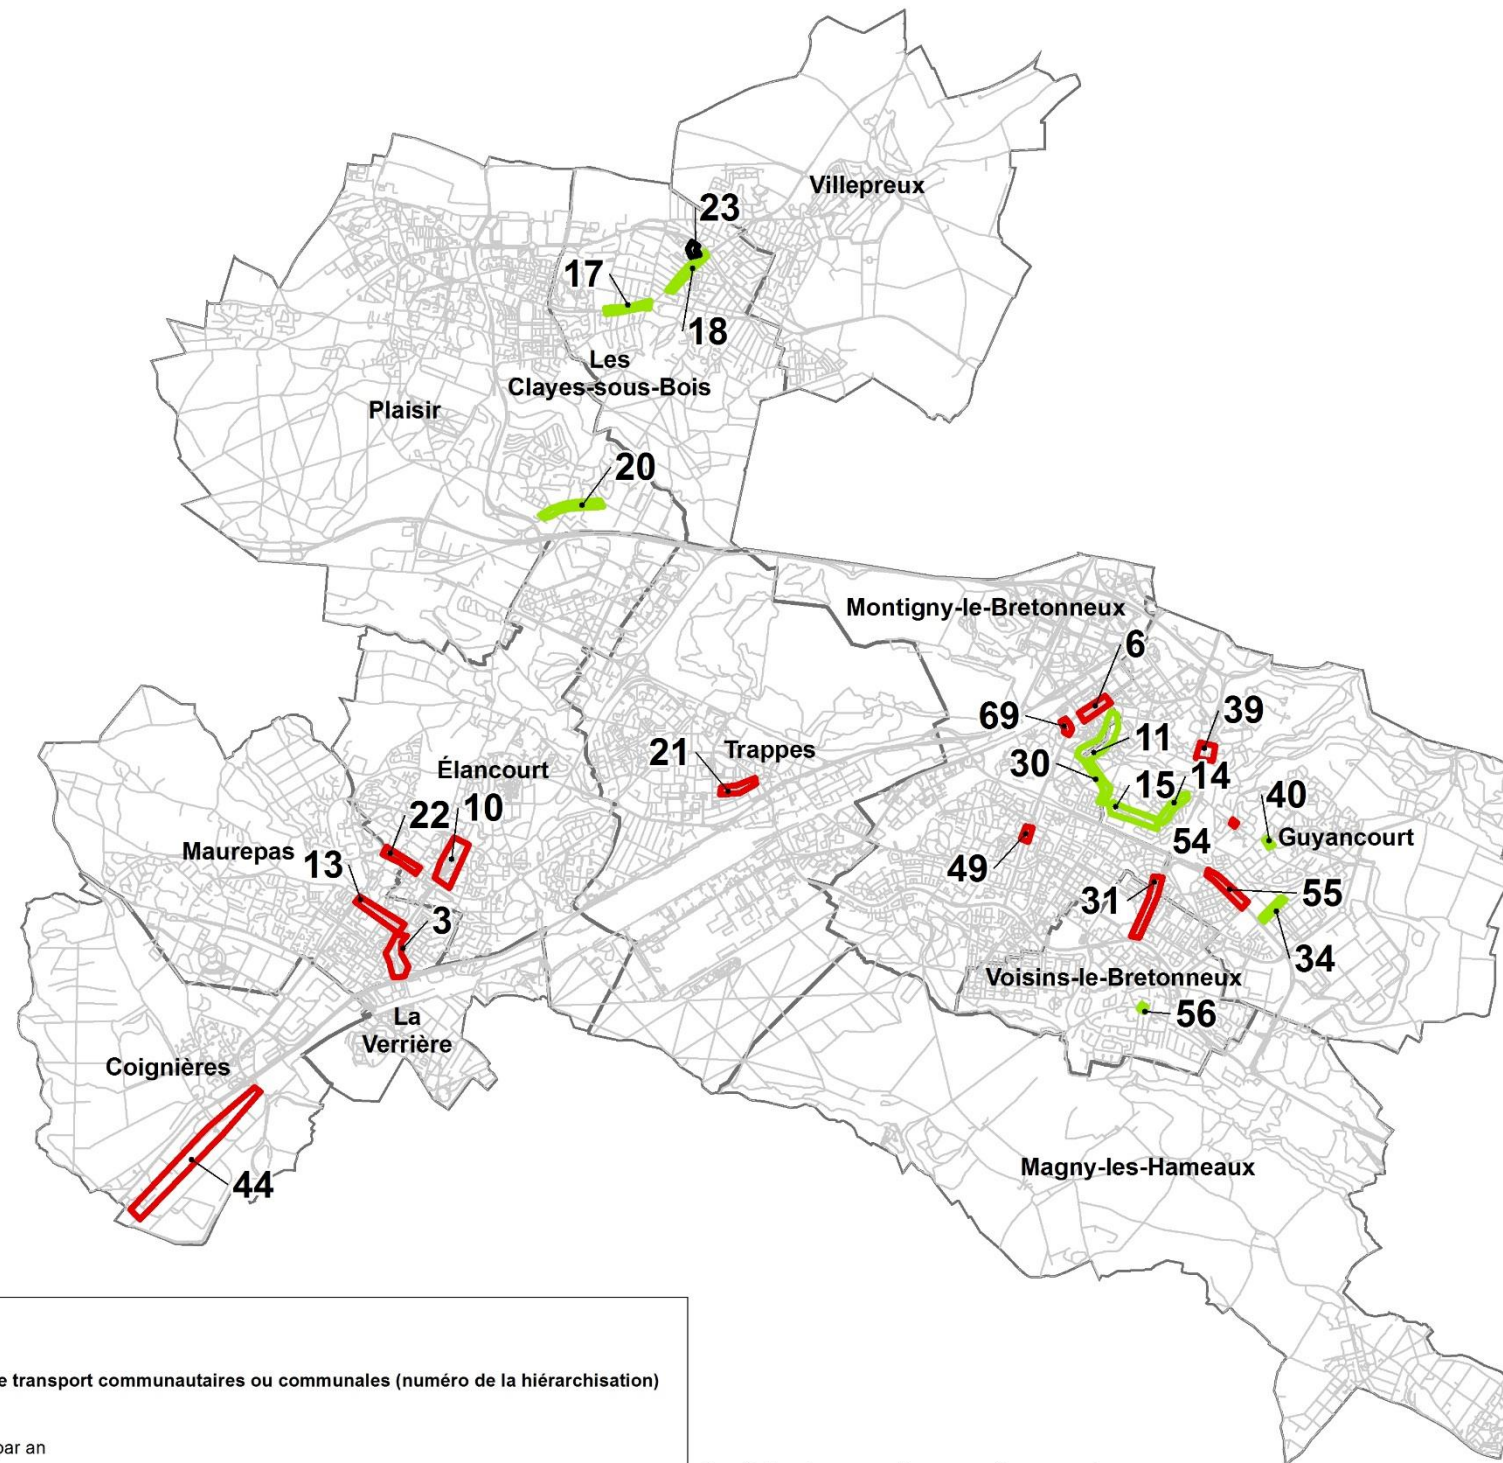 Villepreux
23
17
18
Les
Clayes-sous-Bois
Plaisir
20
Montigny-le-Bretonneux
6
69
39
11
21
Trappes
30
15
14
Élancourt
40
22
10
Guyancourt
54
Maurepas
13
49
55
31
3
34
Voisins-le-Bretonneux
56
La
Verrière
Coignières
Magny-les-Hameaux
44
e transport communautaires ou communales (numéro de la hiérarchisation)
par an